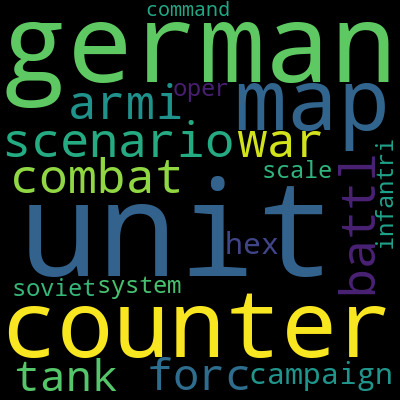 command
german
armi oper map
scenario war
combat scale infantri
battl
unit hex
soviet system
counter
tank forc campaign